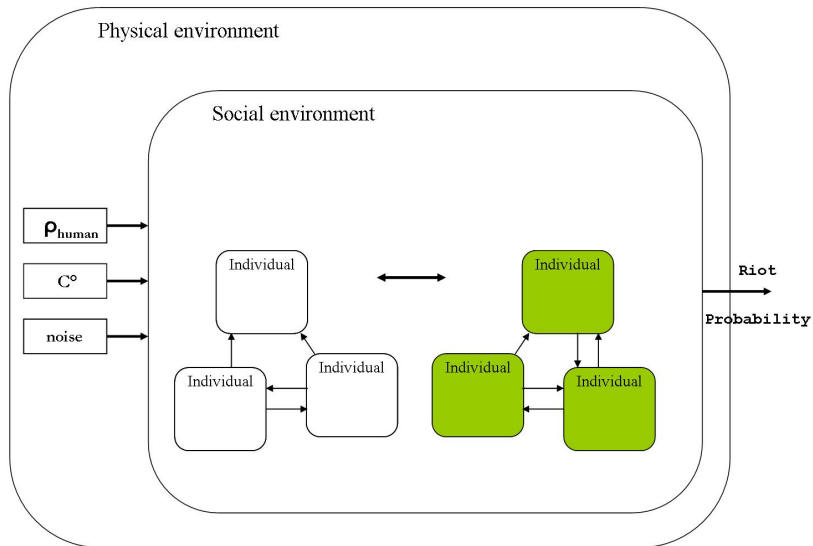 Physical environment
Social environment
ρhuman
C°
noise
Individual
Individual
Individual
Individual
Individual
Individual
Riot
Probability